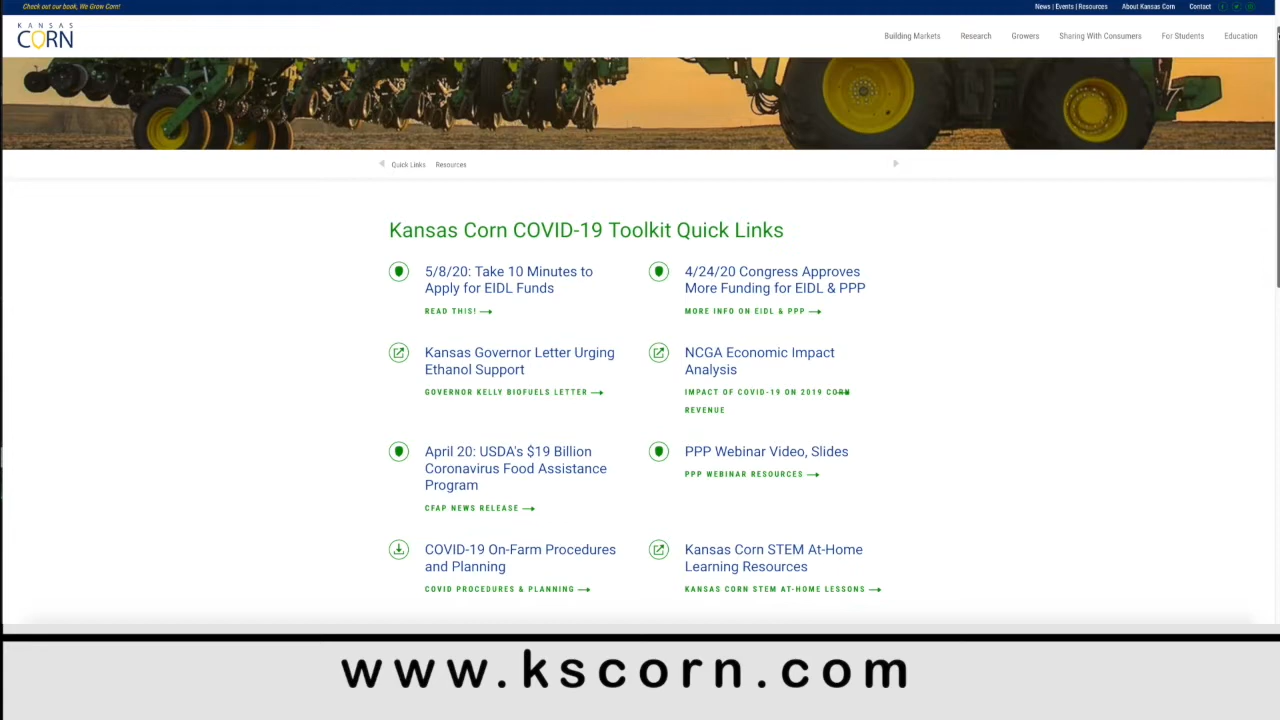 Check out our book, We Grow Corn!
News | Events | Resources
About Kansas Corn
Contact
KANSAS
CORN
Building Markets
Research
Growers
Sharing With Consumers
For Students
Education
Quick Links
Resources
Kansas Corn COVID-19 Toolkit Quick Links
5/8/20: Take 10 Minutes to
Apply for EIDL Funds
READ THIS!
4/24/20 Congress Approves
More Funding for EIDL & PPP
MORE INFO ON EIDL & PPP
Kansas Governor Letter Urging
Ethanol Support
GOVERNOR KELLY BIOFUELS LETTER
NCGA Economic Impact
Analysis
IMPACT OF COVID-19 ON 2019 CORN
REVENUE
April 20: USDA's $19 Billion
Coronavirus Food Assistance
Program
CFAP NEWS RELEASE
PPP Webinar Video, Slides
PPP WEBINAR RESOURCES
COVID-19 On-Farm Procedures
and Planning
COVID PROCEDURES & PLANNING
Kansas Corn STEM At-Home
Learning Resources
KANSAS CORN STEM AT-HOME LESSONS
www.kscorn.com